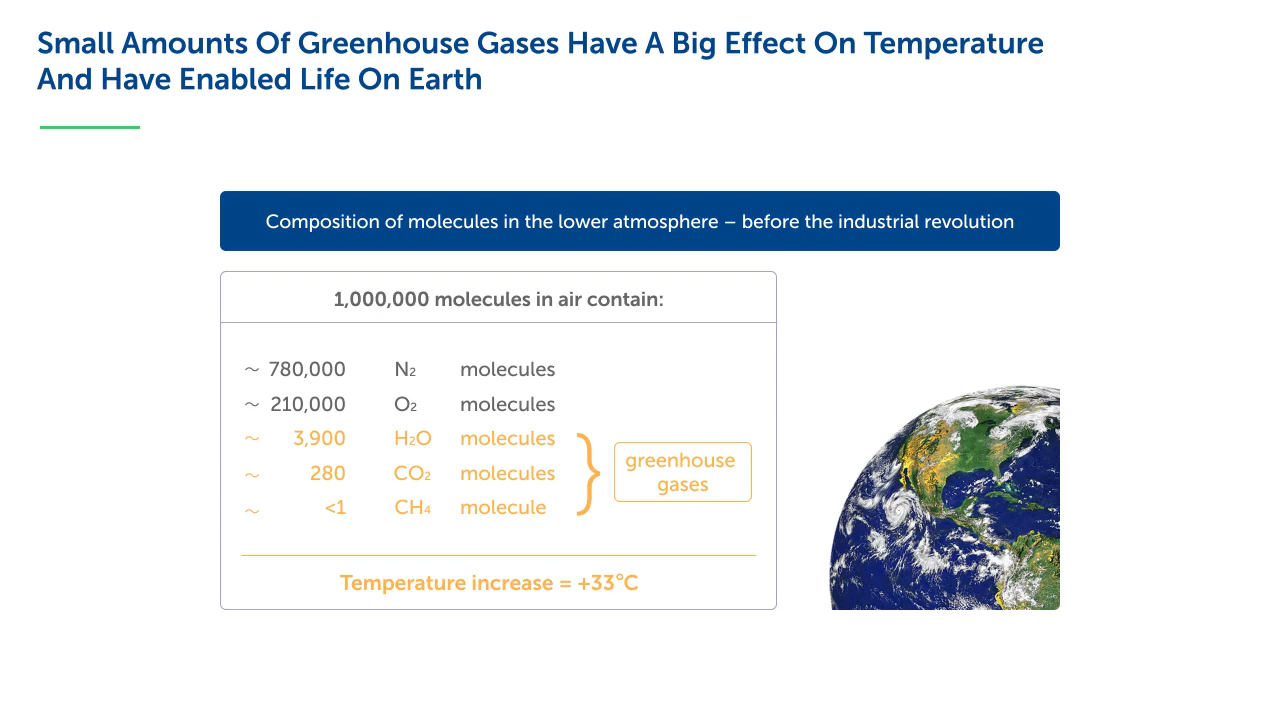 Small Amounts Of Greenhouse Gases Have A Big Effect On Temperature
And Have Enabled Life On Earth
Composition of molecules in the lower atmosphere – before the industrial revolution
1,000,000 molecules in air contain:
~ 780,000 N₂ molecules
~ 210,000 O₂ molecules
~ 3,900 H₂O molecules
~ 280 CO₂ molecules
~ <1 CH₄ molecule
greenhouse
gases
Temperature increase = +33°C